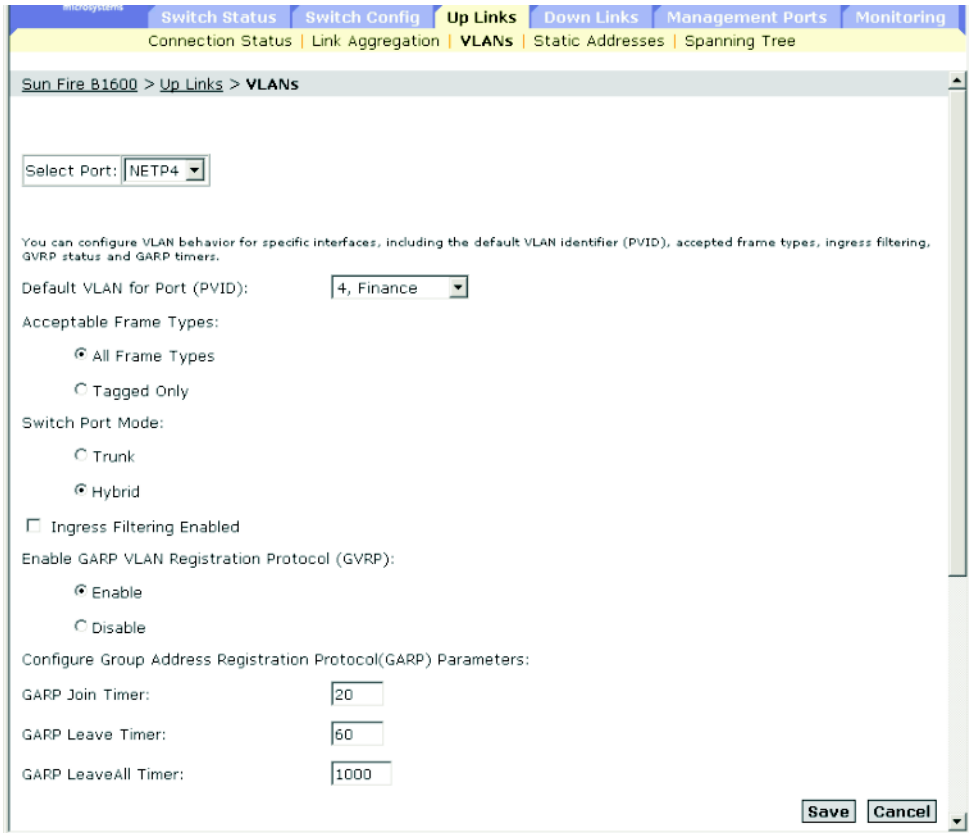 microsystems
Switch Status Switch Config Up Links Down Links Management Ports Monitoring
Connection Status | Link Aggregation | VLANs | Static Addresses | Spanning Tree
Sun Fire B1600 > Up Links > VLANs
Select Port: NETP4
You can configure VLAN behavior for specific interfaces, including the default VLAN identifier (PVID), accepted frame types, ingress filtering,
GVRP status and GARP timers.
Default VLAN for Port (PVID): 4, Finance
Acceptable Frame Types:
All Frame Types
Tagged Only
Switch Port Mode:
Trunk
Hybrid
Ingress Filtering Enabled
Enable GARP VLAN Registration Protocol (GVRP):
Enable
Disable
Configure Group Address Registration Protocol(GARP) Parameters:
GARP Join Timer: 20
GARP Leave Timer: 60
GARP LeaveAll Timer: 1000
Save Cancel